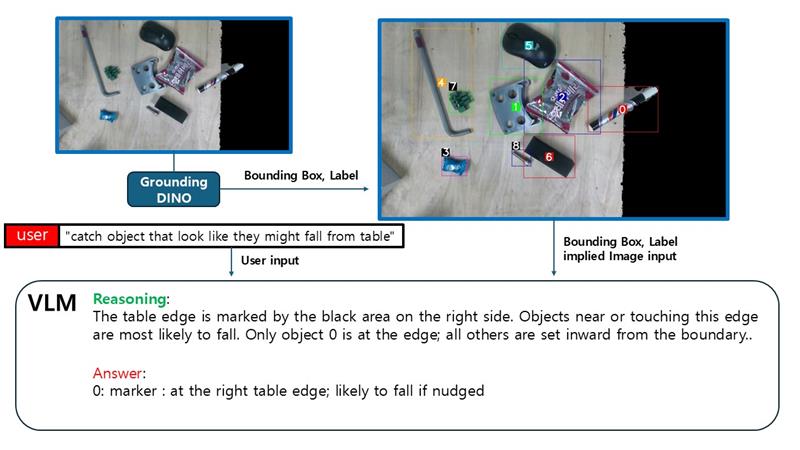 Grounding
DINO
Bounding Box, Label
5
4
7
2
1
0
3
8
6
user
"catch object that look like they might fall from table"
User input
Bounding Box, Label
implied Image input
VLM
Reasoning:
The table edge is marked by the black area on the right side. Objects near or touching this edge
are most likely to fall. Only object 0 is at the edge; all others are set inward from the boundary..
Answer:
0: marker : at the right table edge; likely to fall if nudged